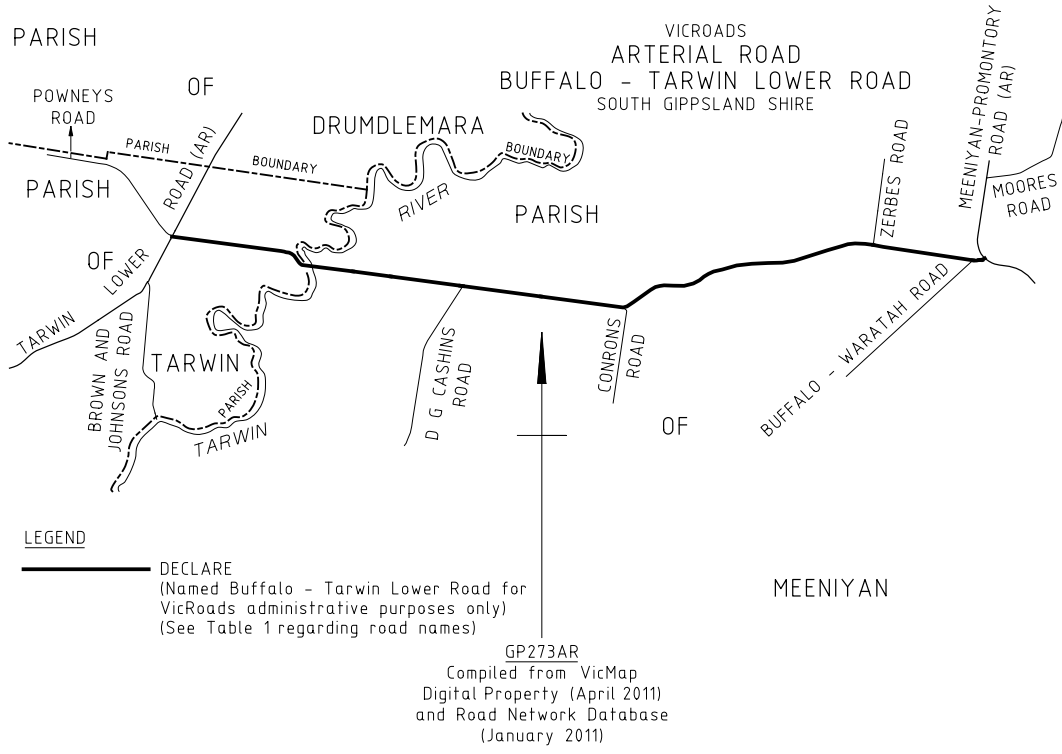 PARISH
OF
DRUMDLEMARA
VICROADS
ARTERIAL ROAD
BUFFALO - TARWIN LOWER ROAD
SOUTH GIPPSLAND SHIRE
POWNEYS
ROAD
PARISH
BOUNDARY
BOUNDARY
RIVER
ROAD (AR)
LOWER
TARWIN
PARISH
OF
TARWIN
PARISH
ZERBES ROAD
MEENIYAN-PROMONTORY
ROAD (AR)
MOORES
ROAD
BUFFALO - WARATAH ROAD
BROWN AND
JOHNSONS ROAD
PARISH
TARWIN
D G CASHINS
ROAD
CONRONS
ROAD
OF
MEENIYAN
LEGEND
DECLARE
(Named Buffalo - Tarwin Lower Road for
VicRoads administrative purposes only)
(See Table 1 regarding road names)
GP273AR
Compiled from VicMap
Digital Property (April 2011)
and Road Network Database
(January 2011)